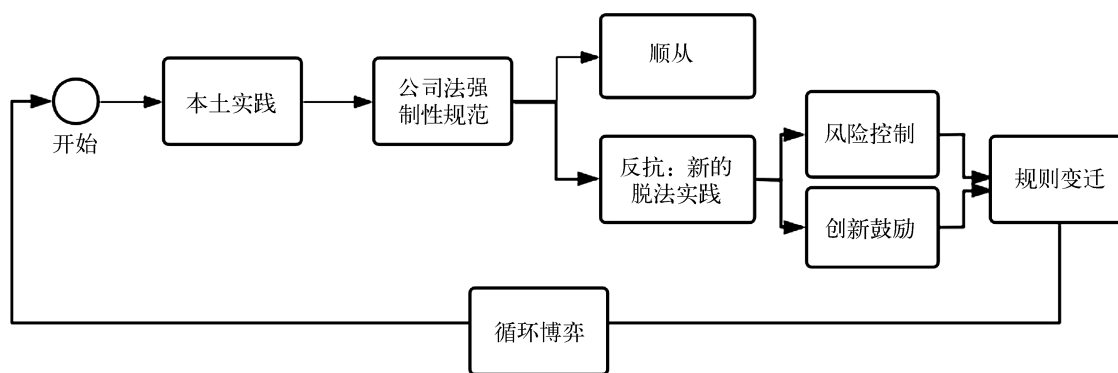 开始
本土实践
公司法强
制性规范
顺从
反抗：新的
脱法实践
风险控制
创新鼓励
规则变迁
循环博弈